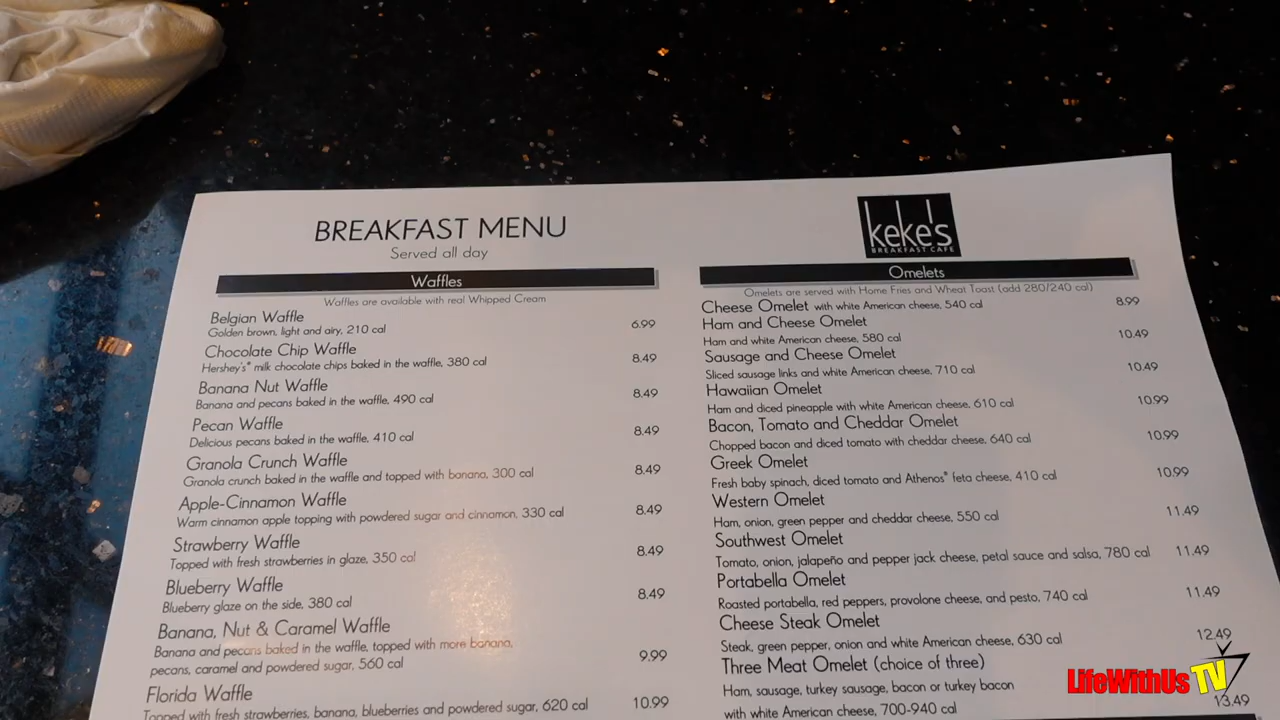 BREAKFAST MENU
Served all day
Waffles
Waffles are available with real Whipped Cream
Belgian Waffle
Golden brown, light and airy, 210 cal 6.99
Chocolate Chip Waffle
Hershey's® milk chocolate chips baked in the waffle, 380 cal 8.49
Banana Nut Waffle
Banana and pecans baked in the waffle, 490 cal 8.49
Pecan Waffle
Delicious pecans baked in the waffle, 410 cal 8.49
Granola Crunch Waffle
Granola crunch baked in the waffle and topped with banana, 300 cal 8.49
Apple-Cinnamon Waffle
Warm cinnamon apple topping with powdered sugar and cinnamon, 330 cal 8.49
Strawberry Waffle
Topped with fresh strawberries in glaze, 350 cal 8.49
Blueberry Waffle
Blueberry glaze on the side, 380 cal 8.49
Banana, Nut & Caramel Waffle
Banana and pecans baked in the waffle, topped with more banana,
pecans, caramel and powdered sugar, 560 cal 9.99
Florida Waffle
Topped with fresh strawberries, banana, blueberries and powdered sugar, 620 cal 10.99
keke's
BREAKFAST CAFE
Omelets
Omelets are served with Home Fries and Wheat Toast (add 280/240 cal)
Cheese Omelet with white American cheese, 540 cal 8.99
Ham and Cheese Omelet
Ham and white American cheese, 580 cal 10.49
Sausage and Cheese Omelet
Sliced sausage links and white American cheese, 710 cal 10.49
Hawaiian Omelet
Ham and diced pineapple with white American cheese, 610 cal 10.99
Bacon, Tomato and Cheddar Omelet
Chopped bacon and diced tomato with cheddar cheese, 640 cal 10.99
Greek Omelet
Fresh baby spinach, diced tomato and Athenos® feta cheese, 410 cal 10.99
Western Omelet
Ham, onion, green pepper and cheddar cheese, 550 cal 11.49
Southwest Omelet
Tomato, onion, jalapeño and pepper jack cheese, petal sauce and salsa, 780 cal 11.49
Portabella Omelet
Roasted portabella, red peppers, provolone cheese, and pesto, 740 cal 11.49
Cheese Steak Omelet
Steak, green pepper, onion and white American cheese, 630 cal 12.49
Three Meat Omelet (choice of three)
Ham, sausage, turkey sausage, bacon or turkey bacon
with white American cheese, 700-940 cal 13.49
LifeWithUs TV